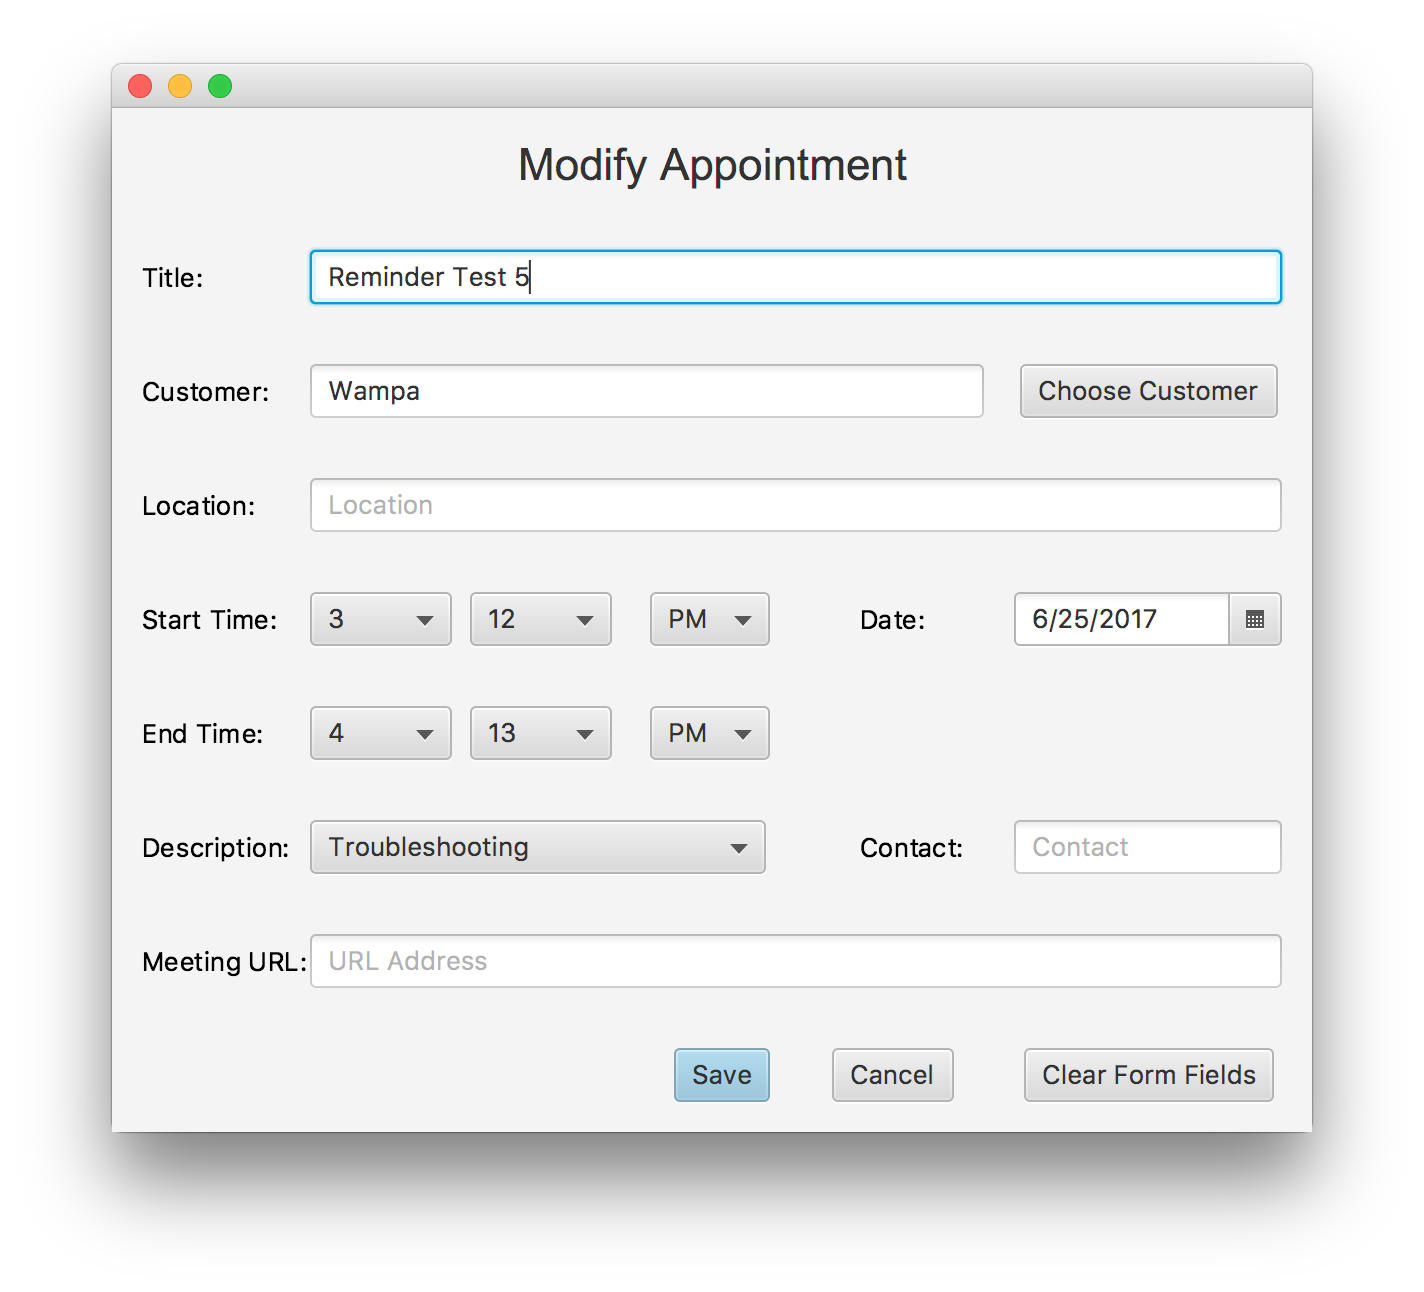 Modify Appointment
Title: Reminder Test 5
Customer: Wampa Choose Customer
Location: Location
Start Time: 3 12 PM Date: 6/25/2017
End Time: 4 13 PM
Description: Troubleshooting Contact: Contact
Meeting URL: URL Address
Save Cancel Clear Form Fields